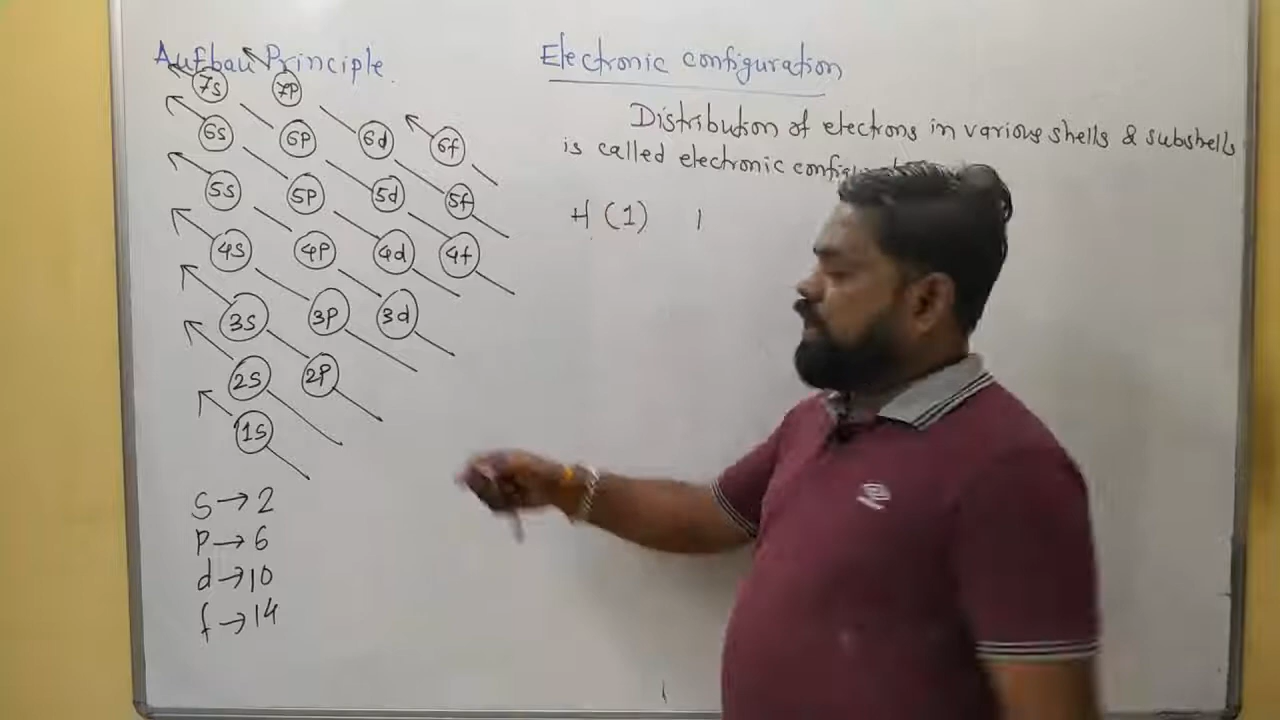 Aufbau Principle.
7s 7P
6s 6P 6d 6f
5s 5P 5d 5f
4s 4P 4d 4f
3s 3P 3d
2s 2P
1s
S→2
P→6
d→10
f→14
Electronic configuration
Distribution of electrons in various shells & subshells
is called electronic
H (1) 1